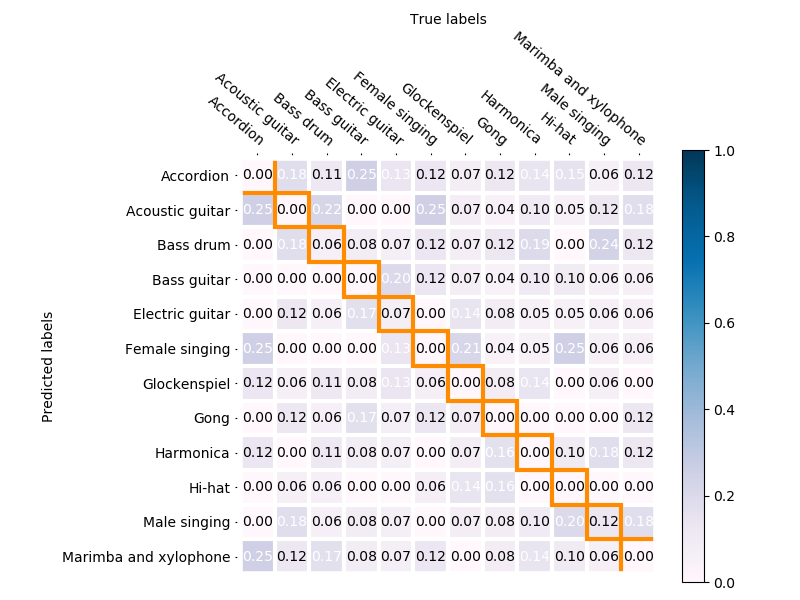 True labels
Accordion
Acoustic guitar
Bass drum
Bass guitar
Electric guitar
Female singing
Glockenspiel
Gong
Harmonica
Hi-hat
Male singing
Marimba and xylophone
Predicted labels
Accordion 0.00 0.18 0.11 0.25 0.13 0.12 0.07 0.12 0.14 0.15 0.06 0.12
Acoustic guitar 0.25 0.00 0.22 0.00 0.00 0.25 0.07 0.04 0.10 0.05 0.12 0.18
Bass drum 0.00 0.18 0.06 0.08 0.07 0.12 0.07 0.12 0.19 0.00 0.24 0.12
Bass guitar 0.00 0.00 0.00 0.00 0.20 0.12 0.07 0.04 0.10 0.10 0.06 0.06
Electric guitar 0.00 0.12 0.06 0.17 0.07 0.00 0.14 0.08 0.05 0.05 0.06 0.06
Female singing 0.25 0.00 0.00 0.00 0.13 0.00 0.21 0.04 0.05 0.25 0.06 0.06
Glockenspiel 0.12 0.06 0.11 0.08 0.13 0.06 0.00 0.08 0.14 0.00 0.06 0.00
Gong 0.00 0.12 0.06 0.17 0.07 0.12 0.07 0.00 0.00 0.00 0.00 0.12
Harmonica 0.12 0.00 0.11 0.08 0.07 0.00 0.07 0.16 0.00 0.10 0.18 0.12
Hi-hat 0.00 0.06 0.06 0.00 0.00 0.06 0.14 0.16 0.00 0.00 0.00 0.00
Male singing 0.00 0.18 0.06 0.08 0.07 0.00 0.07 0.08 0.10 0.20 0.12 0.18
Marimba and xylophone 0.25 0.12 0.17 0.08 0.07 0.12 0.00 0.08 0.14 0.10 0.06 0.00
1.0
0.8
0.6
0.4
0.2
0.0